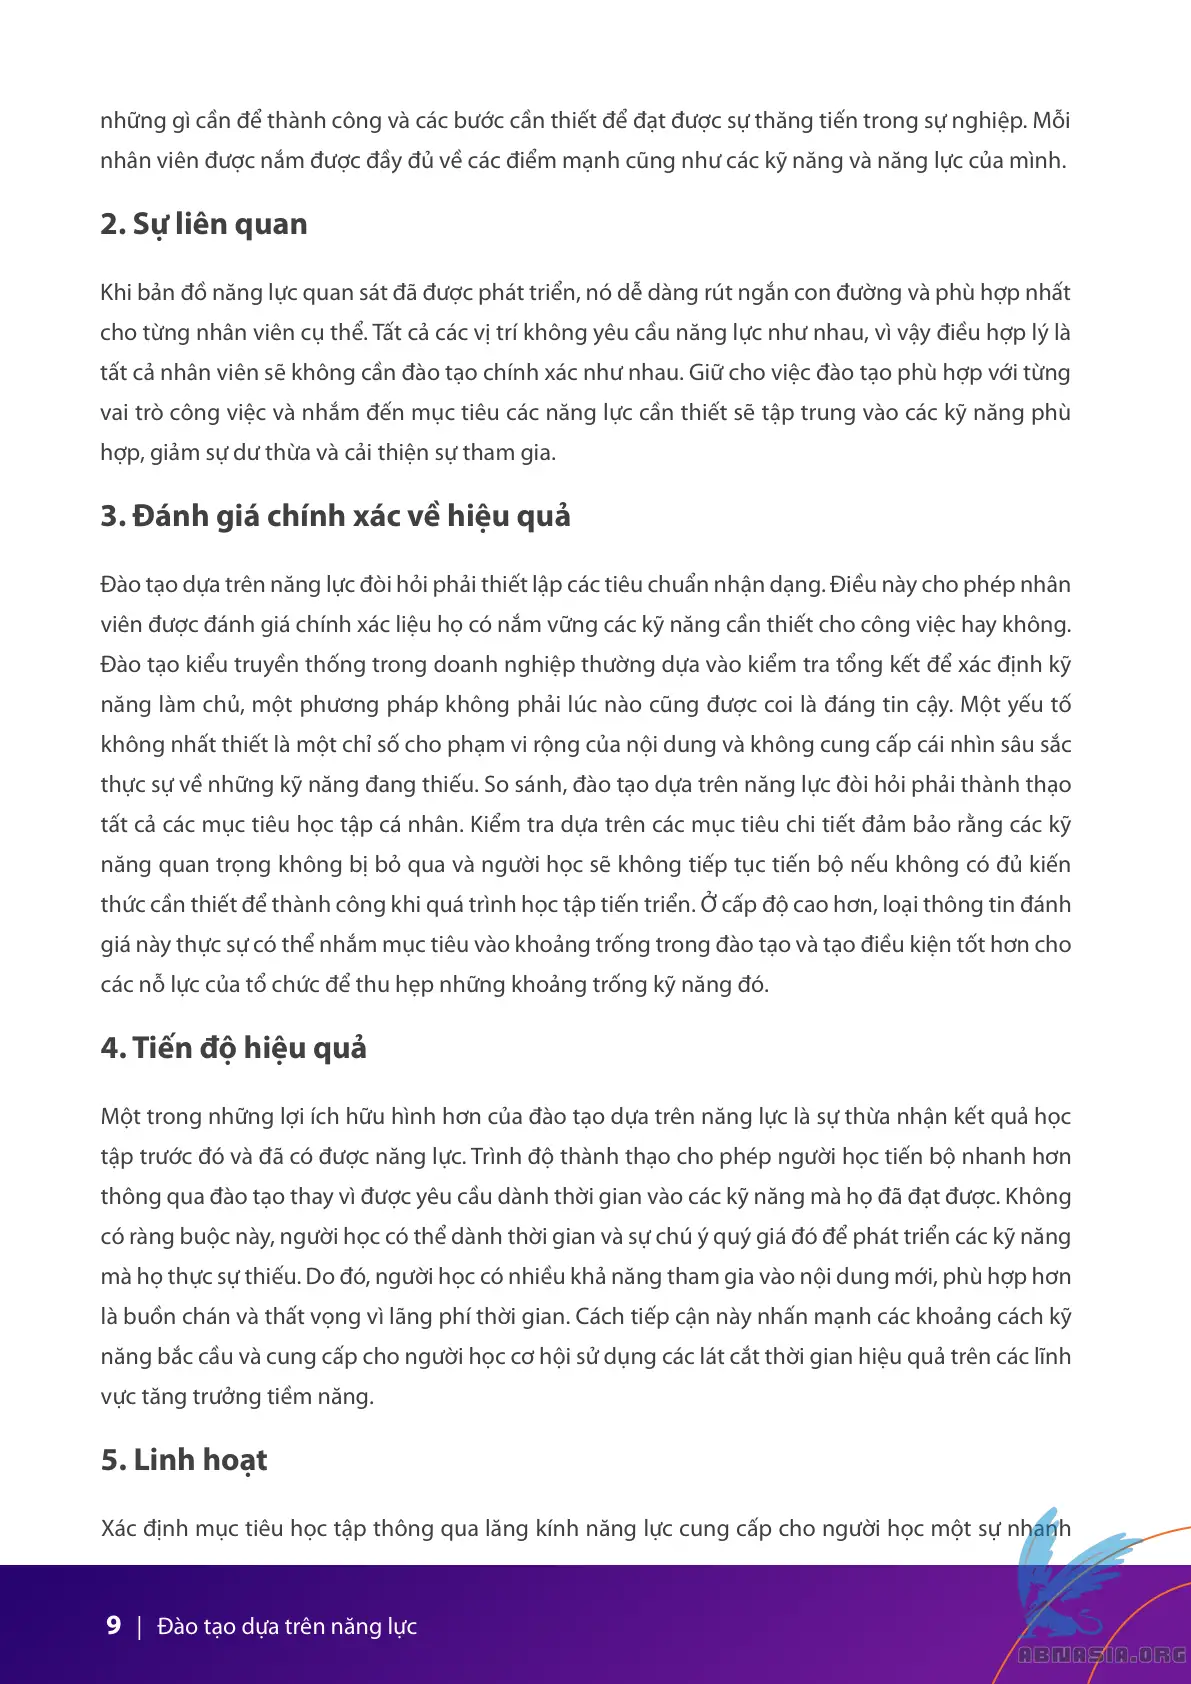 những gì cần để thành công và các bước cần thiết để đạt được sự thăng tiến trong sự nghiệp. Mỗi
nhân viên được nắm được đầy đủ về các điểm mạnh cũng như các kỹ năng và năng lực của mình.
2. Sự liên quan
Khi bản đồ năng lực quan sát đã được phát triển, nó dễ dàng rút ngắn con đường và phù hợp nhất
cho từng nhân viên cụ thể. Tất cả các vị trí không yêu cầu năng lực như nhau, vì vậy điều hợp lý là
tất cả nhân viên sẽ không cần đào tạo chính xác như nhau. Giữ cho việc đào tạo phù hợp với từng
vai trò công việc và nhắm đến mục tiêu các năng lực cần thiết sẽ tập trung vào các kỹ năng phù
hợp, giảm sự dư thừa và cải thiện sự tham gia.
3. Đánh giá chính xác về hiệu quả
Đào tạo dựa trên năng lực đòi hỏi phải thiết lập các tiêu chuẩn nhận dạng. Điều này cho phép nhân
viên được đánh giá chính xác liệu họ có nắm vững các kỹ năng cần thiết cho công việc hay không.
Đào tạo kiểu truyền thống trong doanh nghiệp thường dựa vào kiểm tra tổng kết để xác định kỹ
năng làm chủ, một phương pháp không phải lúc nào cũng được coi là đáng tin cậy. Một yếu tố
không nhất thiết là một chỉ số cho phạm vi rộng của nội dung và không cung cấp cái nhìn sâu sắc
thực sự về những kỹ năng đang thiếu. So sánh, đào tạo dựa trên năng lực đòi hỏi phải thành thạo
tất cả các mục tiêu học tập cá nhân. Kiểm tra dựa trên các mục tiêu chi tiết đảm bảo rằng các kỹ
năng quan trọng không bị bỏ qua và người học sẽ không tiếp tục tiến bộ nếu không có đủ kiến
thức cần thiết để thành công khi quá trình học tập tiến triển. Ở cấp độ cao hơn, loại thông tin đánh
giá này thực sự có thể nhắm mục tiêu vào khoảng trống trong đào tạo và tạo điều kiện tốt hơn cho
các nỗ lực của tổ chức để thu hẹp những khoảng trống kỹ năng đó.
4. Tiến độ hiệu quả
Một trong những lợi ích hữu hình hơn của đào tạo dựa trên năng lực là sự thừa nhận kết quả học
tập trước đó và đã có được năng lực. Trình độ thành thạo cho phép người học tiến bộ nhanh hơn
thông qua đào tạo thay vì được yêu cầu dành thời gian vào các kỹ năng mà họ đã đạt được. Không
có ràng buộc này, người học có thể dành thời gian và sự chú ý quý giá đó để phát triển các kỹ năng
mà họ thực sự thiếu. Do đó, người học có nhiều khả năng tham gia vào nội dung mới, phù hợp hơn
là buồn chán và thất vọng vì lãng phí thời gian. Cách tiếp cận này nhấn mạnh các khoảng cách kỹ
năng bắc cầu và cung cấp cho người học cơ hội sử dụng các lát cắt thời gian hiệu quả trên các lĩnh
vực tăng trưởng tiềm năng.
5. Linh hoạt
Xác định mục tiêu học tập thông qua lăng kính năng lực cung cấp cho người học một sự nhanh
9 | Đào tạo dựa trên năng lực
ABNASIA.ORG